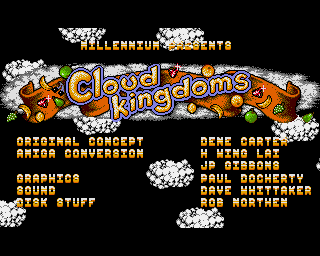 MILLENNIUM PRESENTS
Cloud
kingdoms
ORIGINAL CONCEPT DENE CARTER
AMIGA CONVERSION H WING LAI
JP GIBBONS
GRAPHICS PAUL DOCHERTY
SOUND DAVE WHITTAKER
DISK STUFF ROB NORTHEN